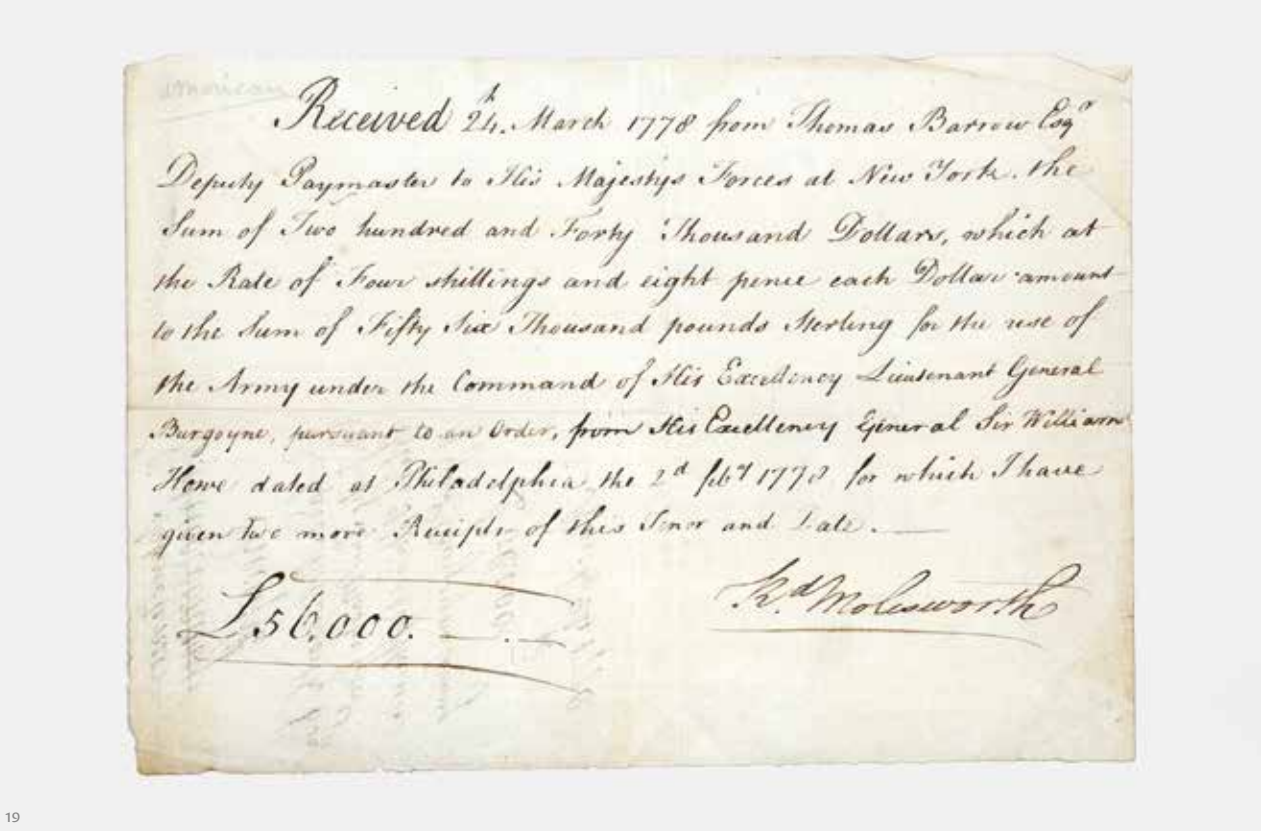 American
Received 24th. March 1778 from Thomas Barrow Esqr
Deputy Paymaster to His Majestys Forces at New York. the
Sum of Two hundred and Forty Thousand Dollars, which at
the Rate of Four shillings and eight pence each Dollar amount
to the Sum of Fifty Six Thousand pounds Sterling for the use of
the Army under the Command of His Excellency Lieutenant General
Burgoyne, pursuant to an Order, from His Excellency General Sir William
Howe dated at Philadelphia the 2d feby 1778 for which I have
given two more Receipts of this Tenor and Date.
£56,000.
Rd. Molesworth
19